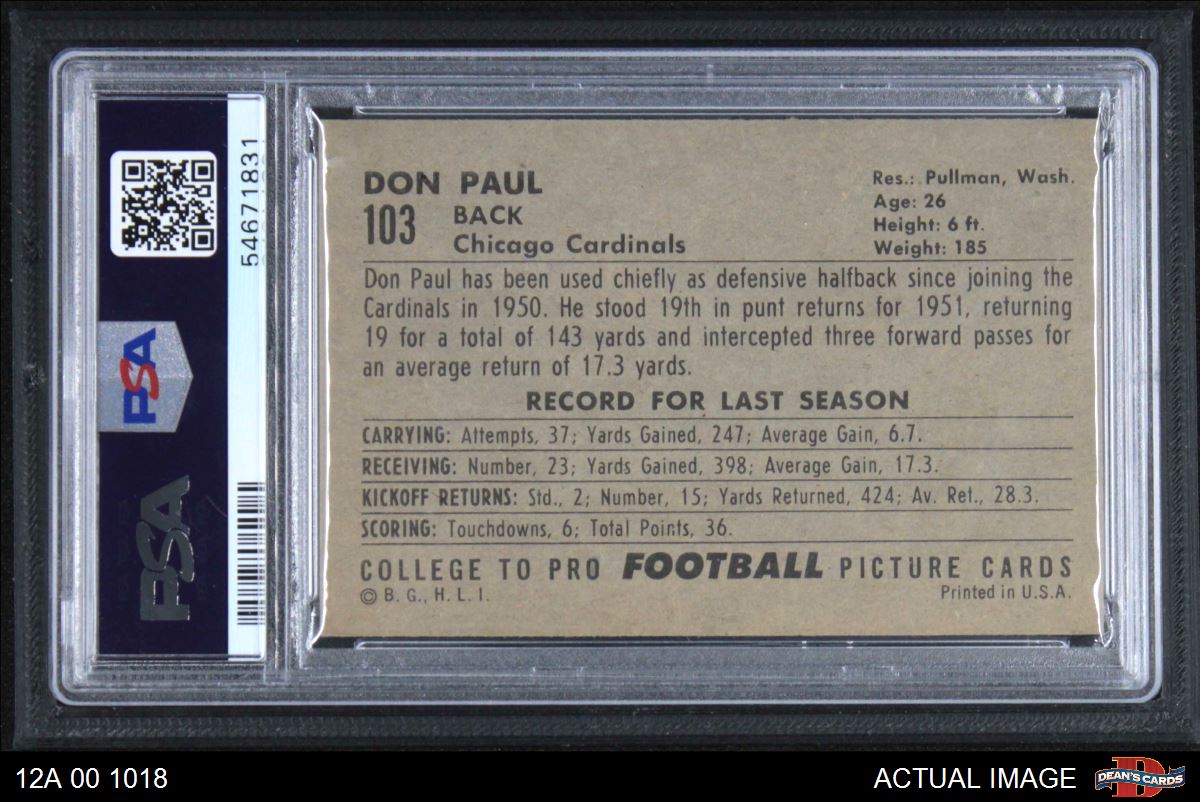 DON PAUL
103 BACK
Chicago Cardinals
Res.: Pullman, Wash.
Age: 26
Height: 6 ft.
Weight: 185
Don Paul has been used chiefly as defensive halfback since joining the
Cardinals in 1950. He stood 19th in punt returns for 1951, returning
19 for a total of 143 yards and intercepted three forward passes for
an average return of 17.3 yards.
RECORD FOR LAST SEASON
CARRYING: Attempts, 37; Yards Gained, 247; Average Gain, 6.7.
RECEIVING: Number, 23; Yards Gained, 398; Average Gain, 17.3.
KICKOFF RETURNS: Std., 2; Number, 15; Yards Returned, 424; Av. Ret., 28.3.
SCORING: Touchdowns, 6; Total Points, 36.
COLLEGE TO PRO FOOTBALL PICTURE CARDS
© B. G., H. L. I.
Printed in U.S.A.
54671831
PSA
PSA
12A 00 1018
ACTUAL IMAGE
DEAN'S CARDS